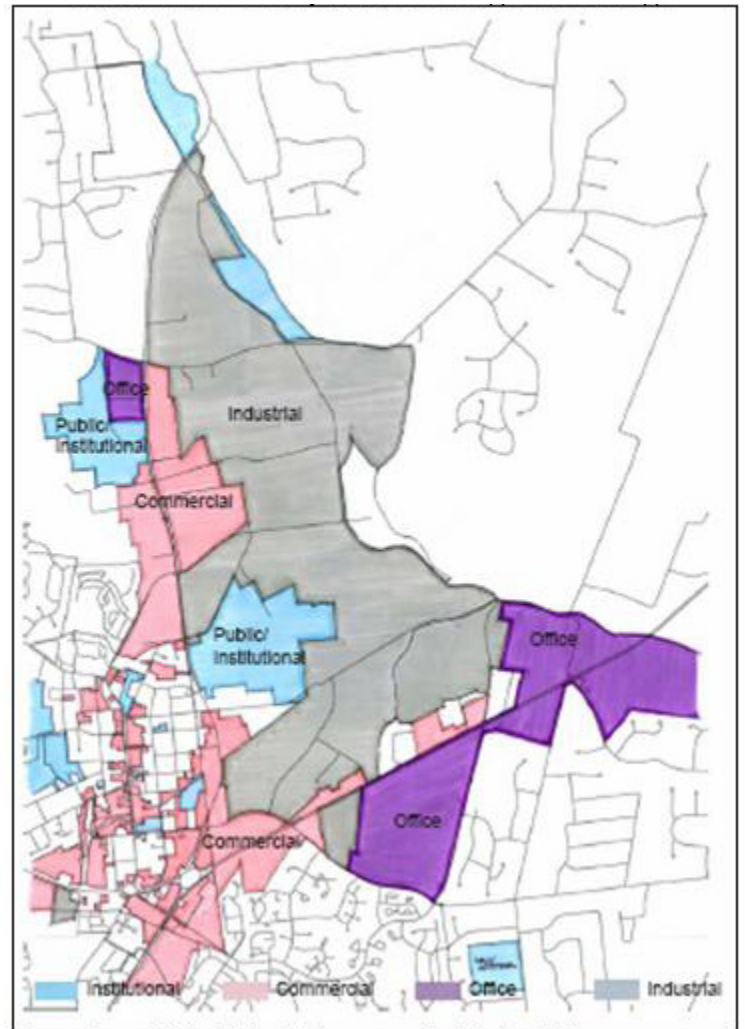 Office
Public/
Institutional
Industrial
Commercial
Public/
Institutional
Office
Office
Commercial
Institutional
Commercial
Office
Industrial